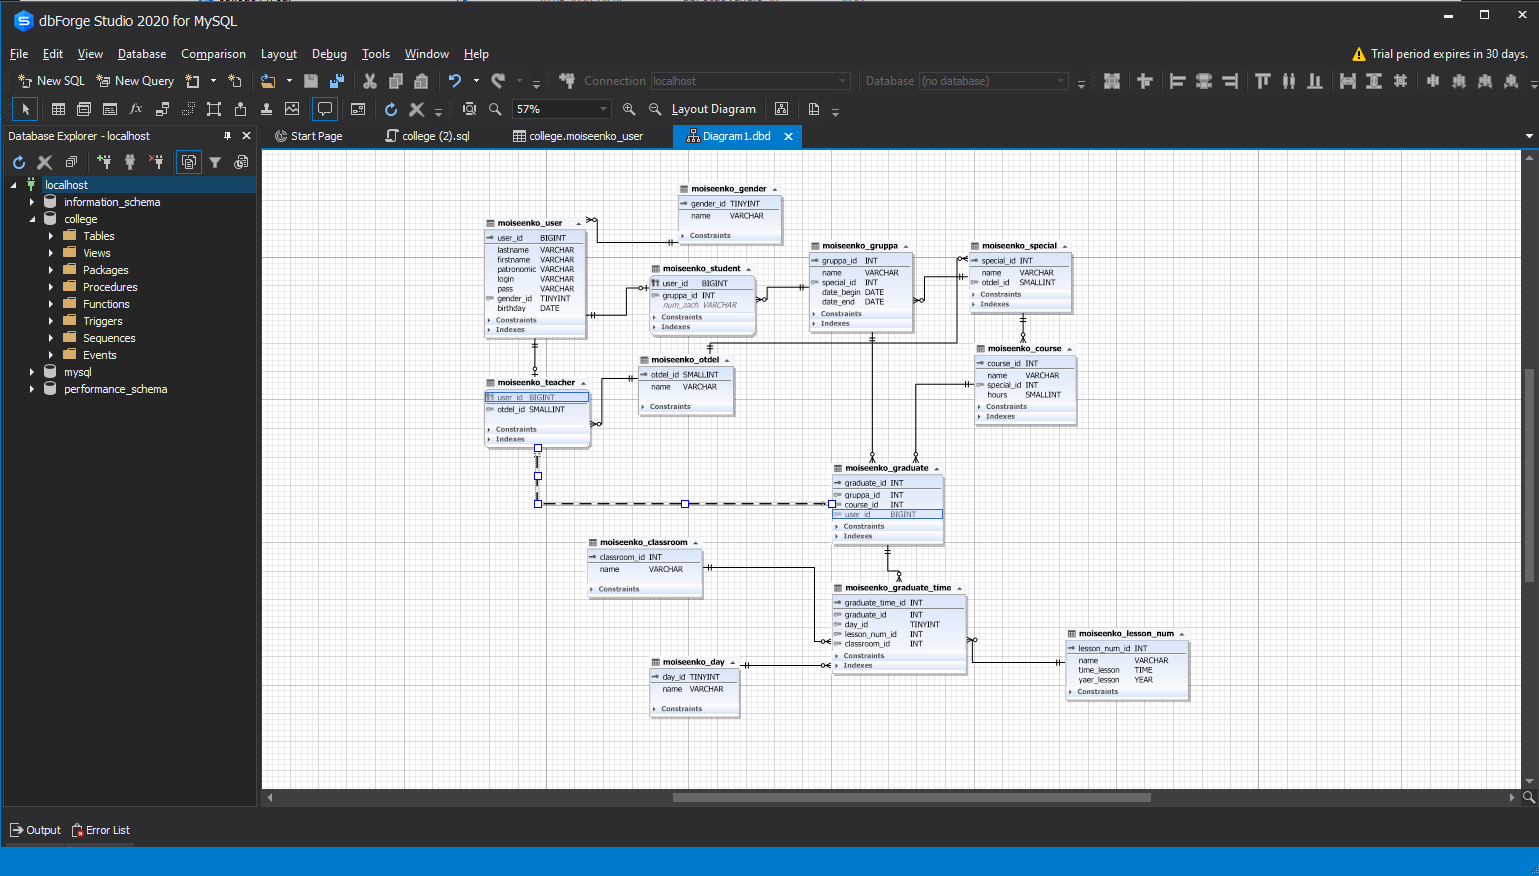 dbForge Studio 2020 for MySQL
File Edit View Database Comparison Layout Debug Tools Window Help
Trial period expires in 30 days.
New SQL New Query Connection localhost Database (no database)
fx 57% Layout Diagram
Database Explorer - localhost
Start Page college (2).sql college.moiseenko_user Diagram1.dbd
localhost
information_schema
college
Tables
Views
Packages
Procedures
Functions
Triggers
Sequences
Events
mysql
performance_schema
moiseenko_gender
gender_id TINYINT
name VARCHAR
Constraints
moiseenko_user
user_id BIGINT
lastname VARCHAR
firstname VARCHAR
patronomic VARCHAR
login VARCHAR
pass VARCHAR
gender_id TINYINT
birthday DATE
Constraints
Indexes
moiseenko_student
user_id BIGINT
gruppa_id INT
num_zach VARCHAR
Constraints
Indexes
moiseenko_gruppa
gruppa_id INT
name VARCHAR
special_id INT
date_begin DATE
date_end DATE
Constraints
Indexes
moiseenko_special
special_id INT
name VARCHAR
otdel_id SMALLINT
Constraints
Indexes
moiseenko_otdel
otdel_id SMALLINT
name VARCHAR
Constraints
moiseenko_course
course_id INT
name VARCHAR
special_id INT
hours SMALLINT
Constraints
Indexes
moiseenko_teacher
user_id BIGINT
otdel_id SMALLINT
Constraints
Indexes
moiseenko_graduate
graduate_id INT
gruppa_id INT
course_id INT
user_id BIGINT
Constraints
Indexes
moiseenko_classroom
classroom_id INT
name VARCHAR
Constraints
moiseenko_graduate_time
graduate_time_id INT
graduate_id INT
day_id TINYINT
lesson_num_id INT
classroom_id INT
Constraints
Indexes
moiseenko_lesson_num
lesson_num_id INT
name VARCHAR
time_lesson TIME
yaer_lesson YEAR
Constraints
moiseenko_day
day_id TINYINT
name VARCHAR
Constraints
Output Error List